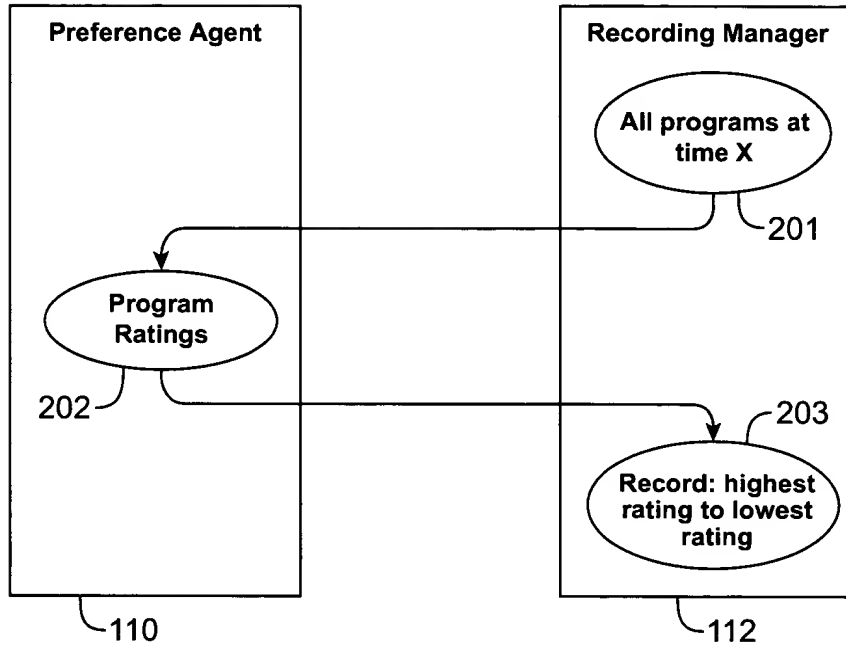 Preference Agent
Recording Manager
All programs at
time X
201
Program
Ratings
202
203
Record: highest
rating to lowest
rating
110
112